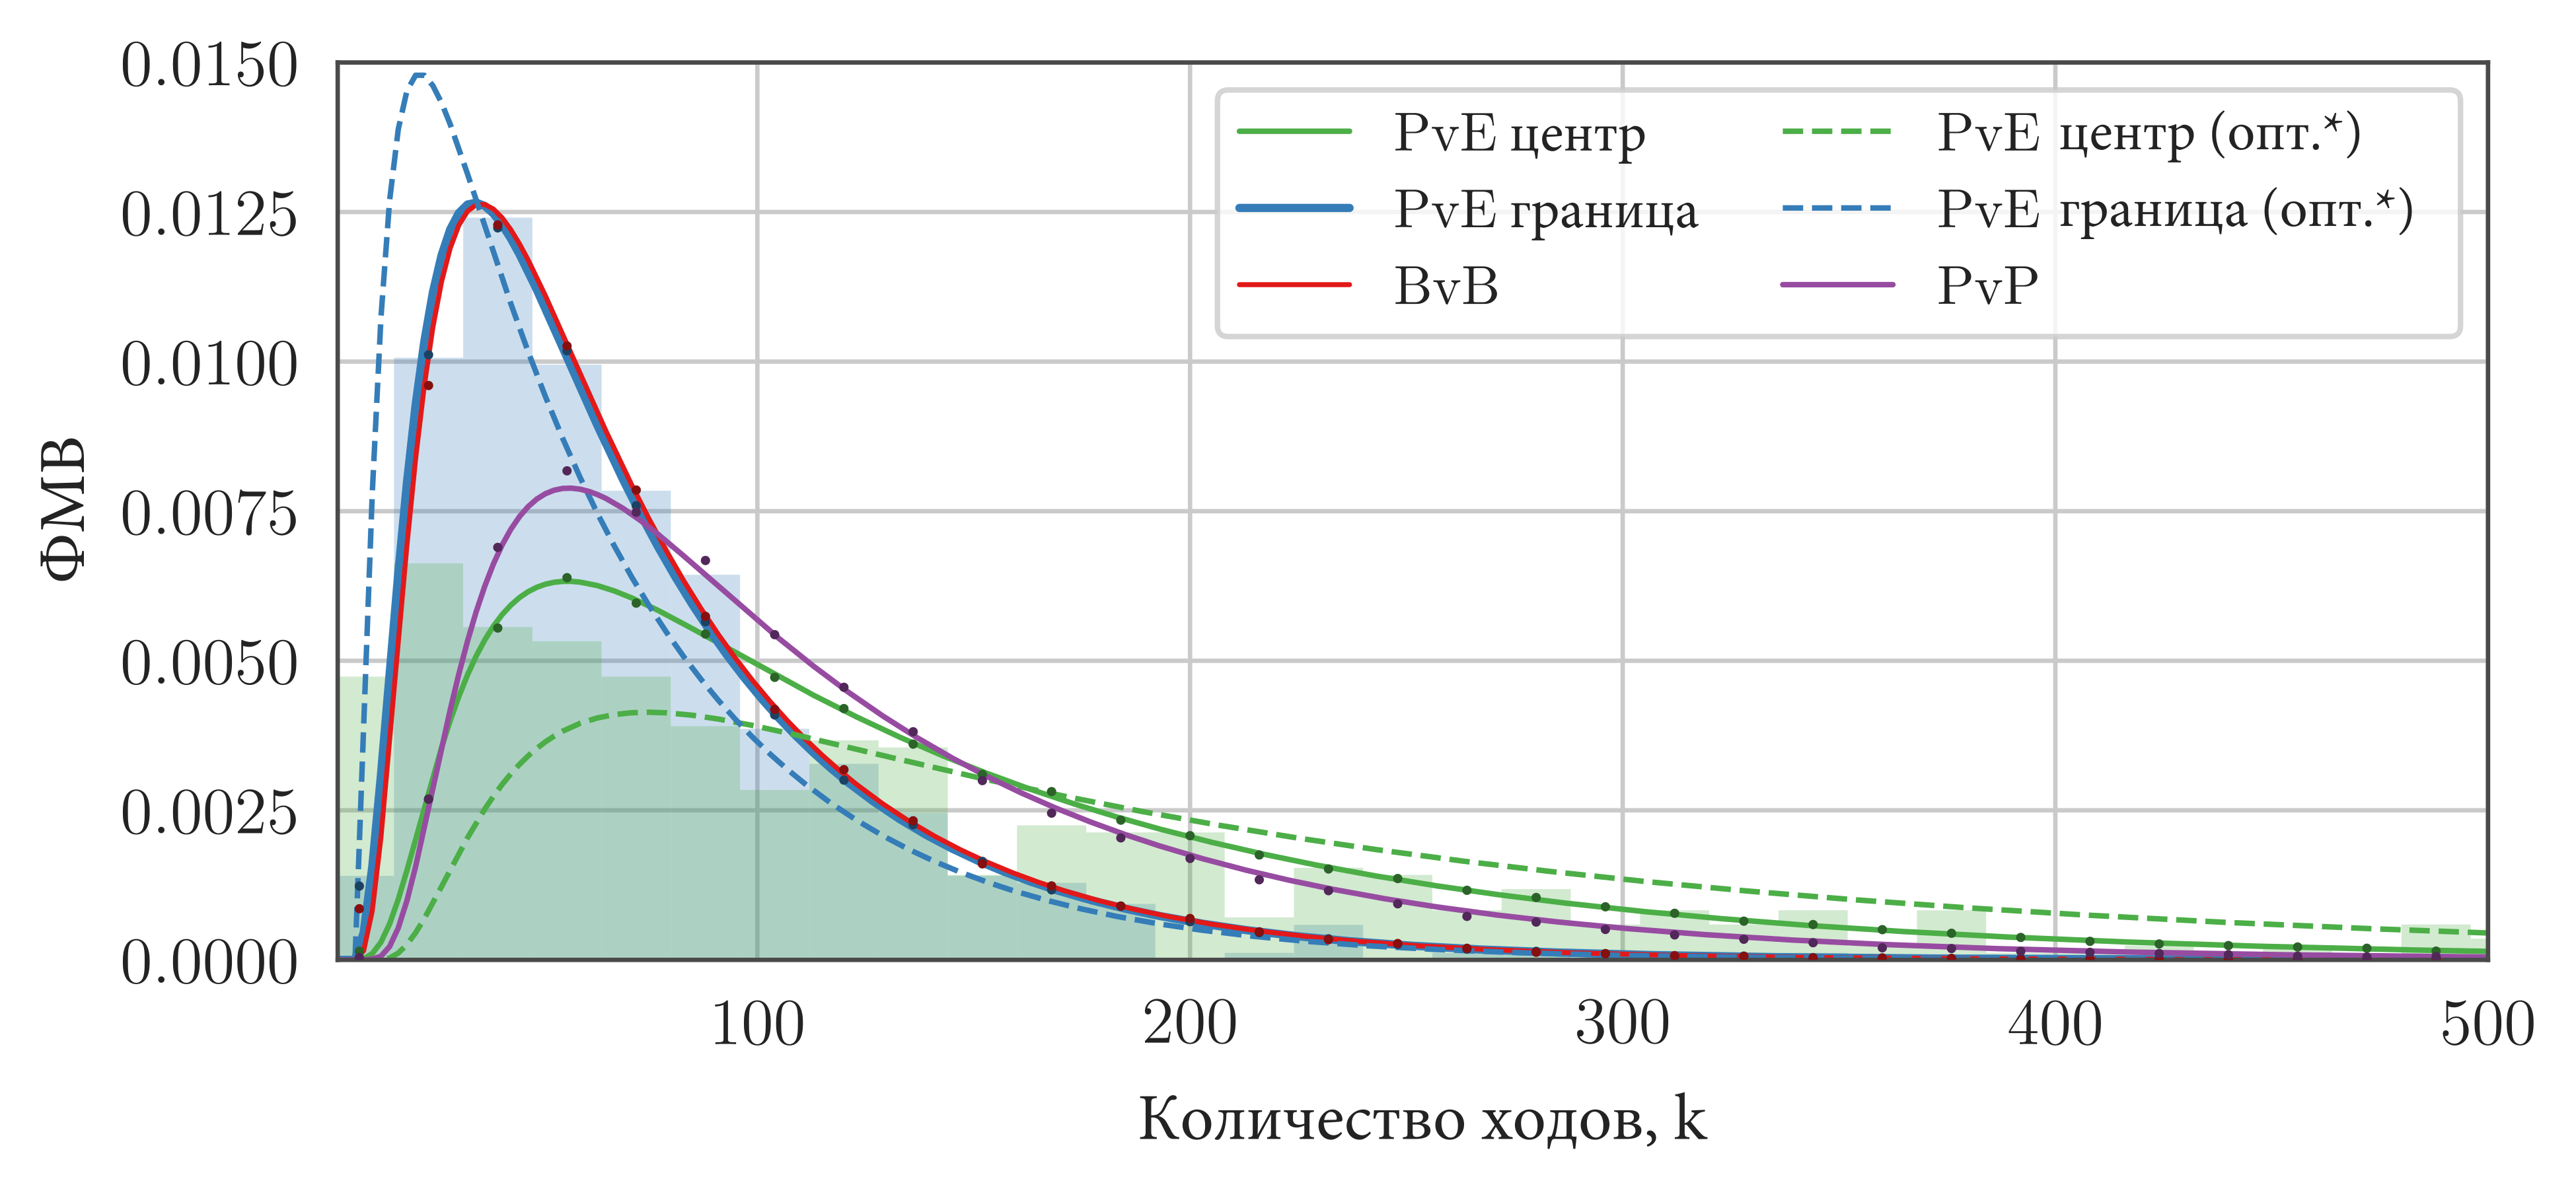 0.0150
0.0125
0.0100
0.0075
0.0050
0.0025
0.0000
ФМВ
PvE центр
PvE граница
BvB
PvE центр (опт.*)
PvE граница (опт.*)
PvP
100
200
300
400
500
Количество ходов, k